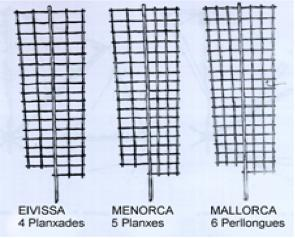 EIVISSA MENORCA MALLORCA
4 Planxades 5 Planxes 6 Perllongues